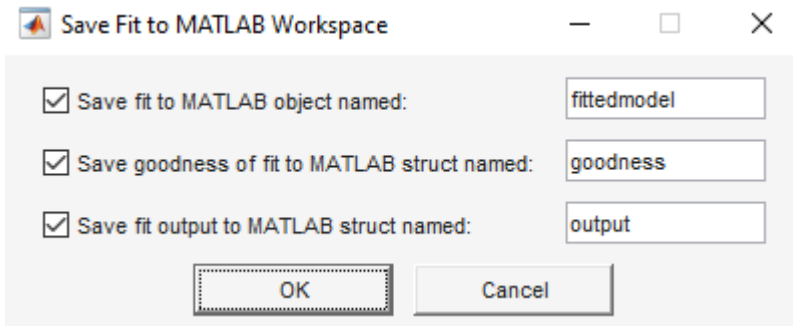 Save Fit to MATLAB Workspace
Save fit to MATLAB object named: fittedmodel
Save goodness of fit to MATLAB struct named: goodness
Save fit output to MATLAB struct named: output
OK Cancel